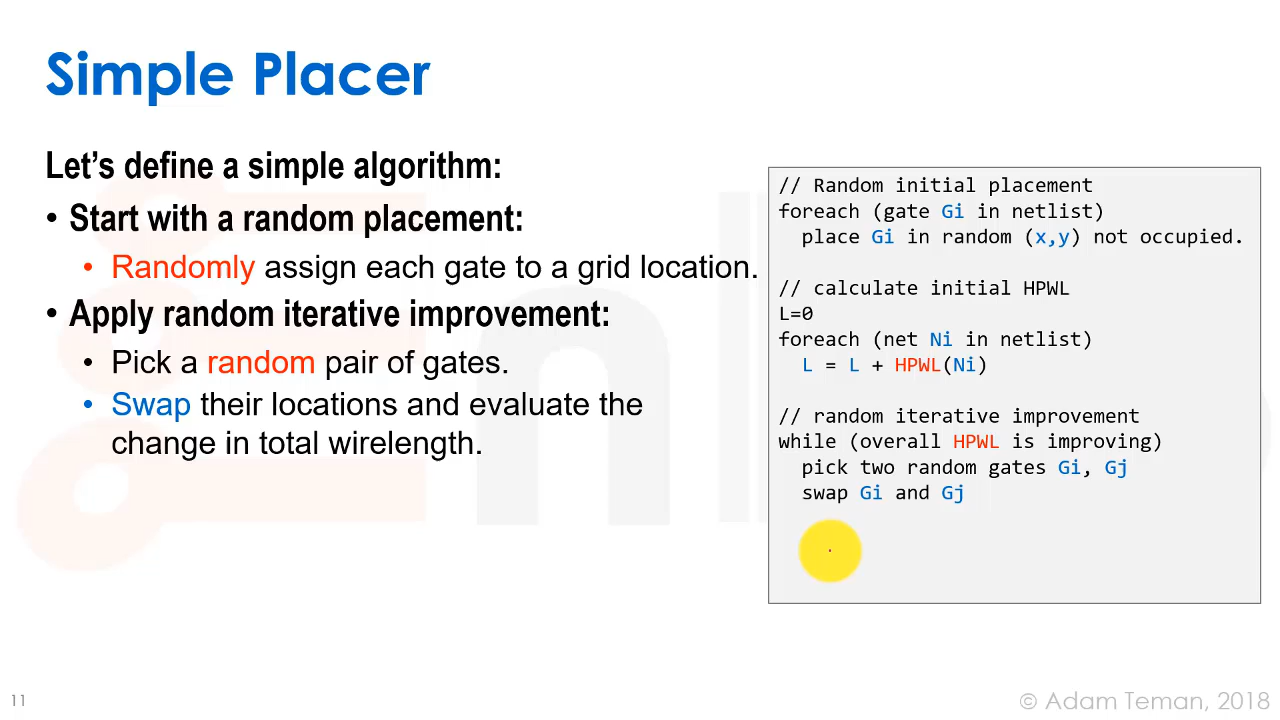 Simple Placer
Let’s define a simple algorithm:
• Start with a random placement:
• Randomly assign each gate to a grid location.
• Apply random iterative improvement:
• Pick a random pair of gates.
• Swap their locations and evaluate the
change in total wirelength.
// Random initial placement
foreach (gate Gi in netlist)
place Gi in random (x,y) not occupied.
// calculate initial HPWL
L=0
foreach (net Ni in netlist)
L = L + HPWL(Ni)
// random iterative improvement
while (overall HPWL is improving)
pick two random gates Gi, Gj
swap Gi and Gj
11
© Adam Teman, 2018